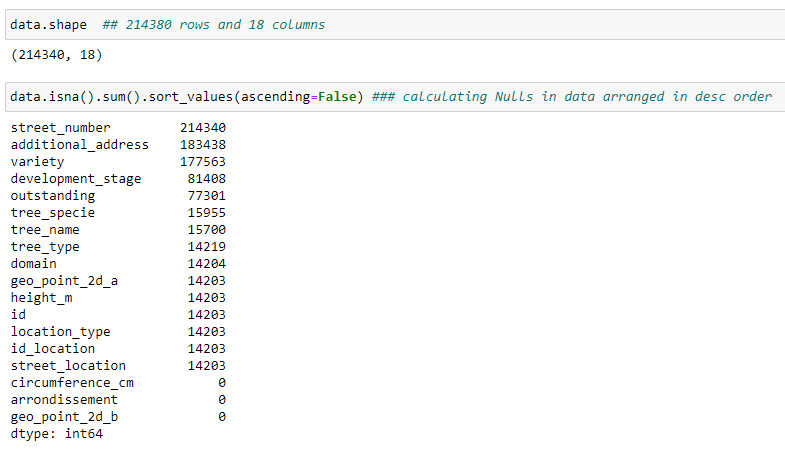 data.shape  ## 214380 rows and 18 columns
(214340, 18)
data.isna().sum().sort_values(ascending=False) ### calculating Nulls in data arranged in desc order
street_number         214340
additional_address    183438
variety               177563
development_stage      81408
outstanding            77301
tree_specie            15955
tree_name              15700
tree_type              14219
domain                 14204
geo_point_2d_a         14203
height_m               14203
id                     14203
location_type          14203
id_location            14203
street_location        14203
circumference_cm           0
arrondissement             0
geo_point_2d_b             0
dtype: int64